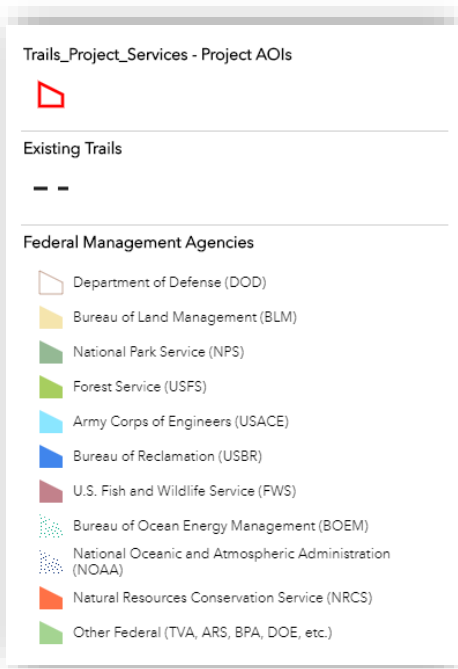 Trails_Project_Services - Project AOIs
Existing Trails
Federal Management Agencies
Department of Defense (DOD)
Bureau of Land Management (BLM)
National Park Service (NPS)
Forest Service (USFS)
Army Corps of Engineers (USACE)
Bureau of Reclamation (USBR)
U.S. Fish and Wildlife Service (FWS)
Bureau of Ocean Energy Management (BOEM)
National Oceanic and Atmospheric Administration
(NOAA)
Natural Resources Conservation Service (NRCS)
Other Federal (TVA, ARS, BPA, DOE, etc.)